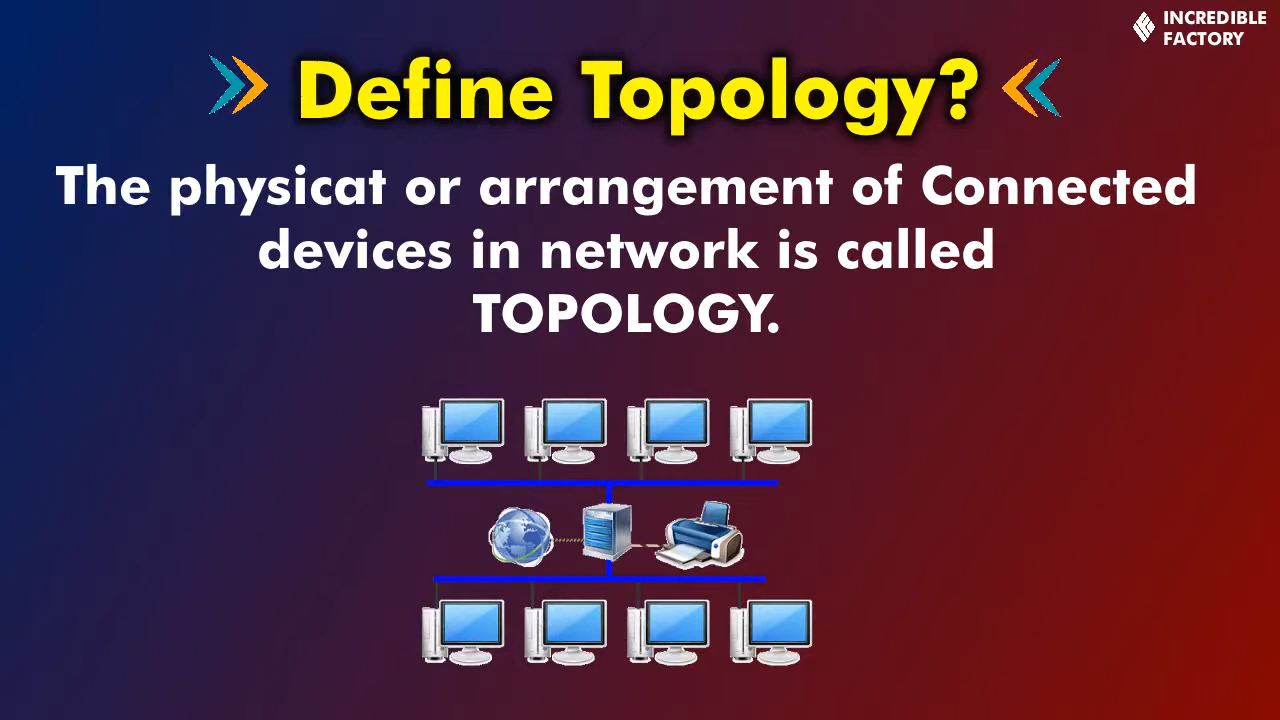 INCREDIBLE
FACTORY
Define Topology?
The physicat or arrangement of Connected
devices in network is called
TOPOLOGY.